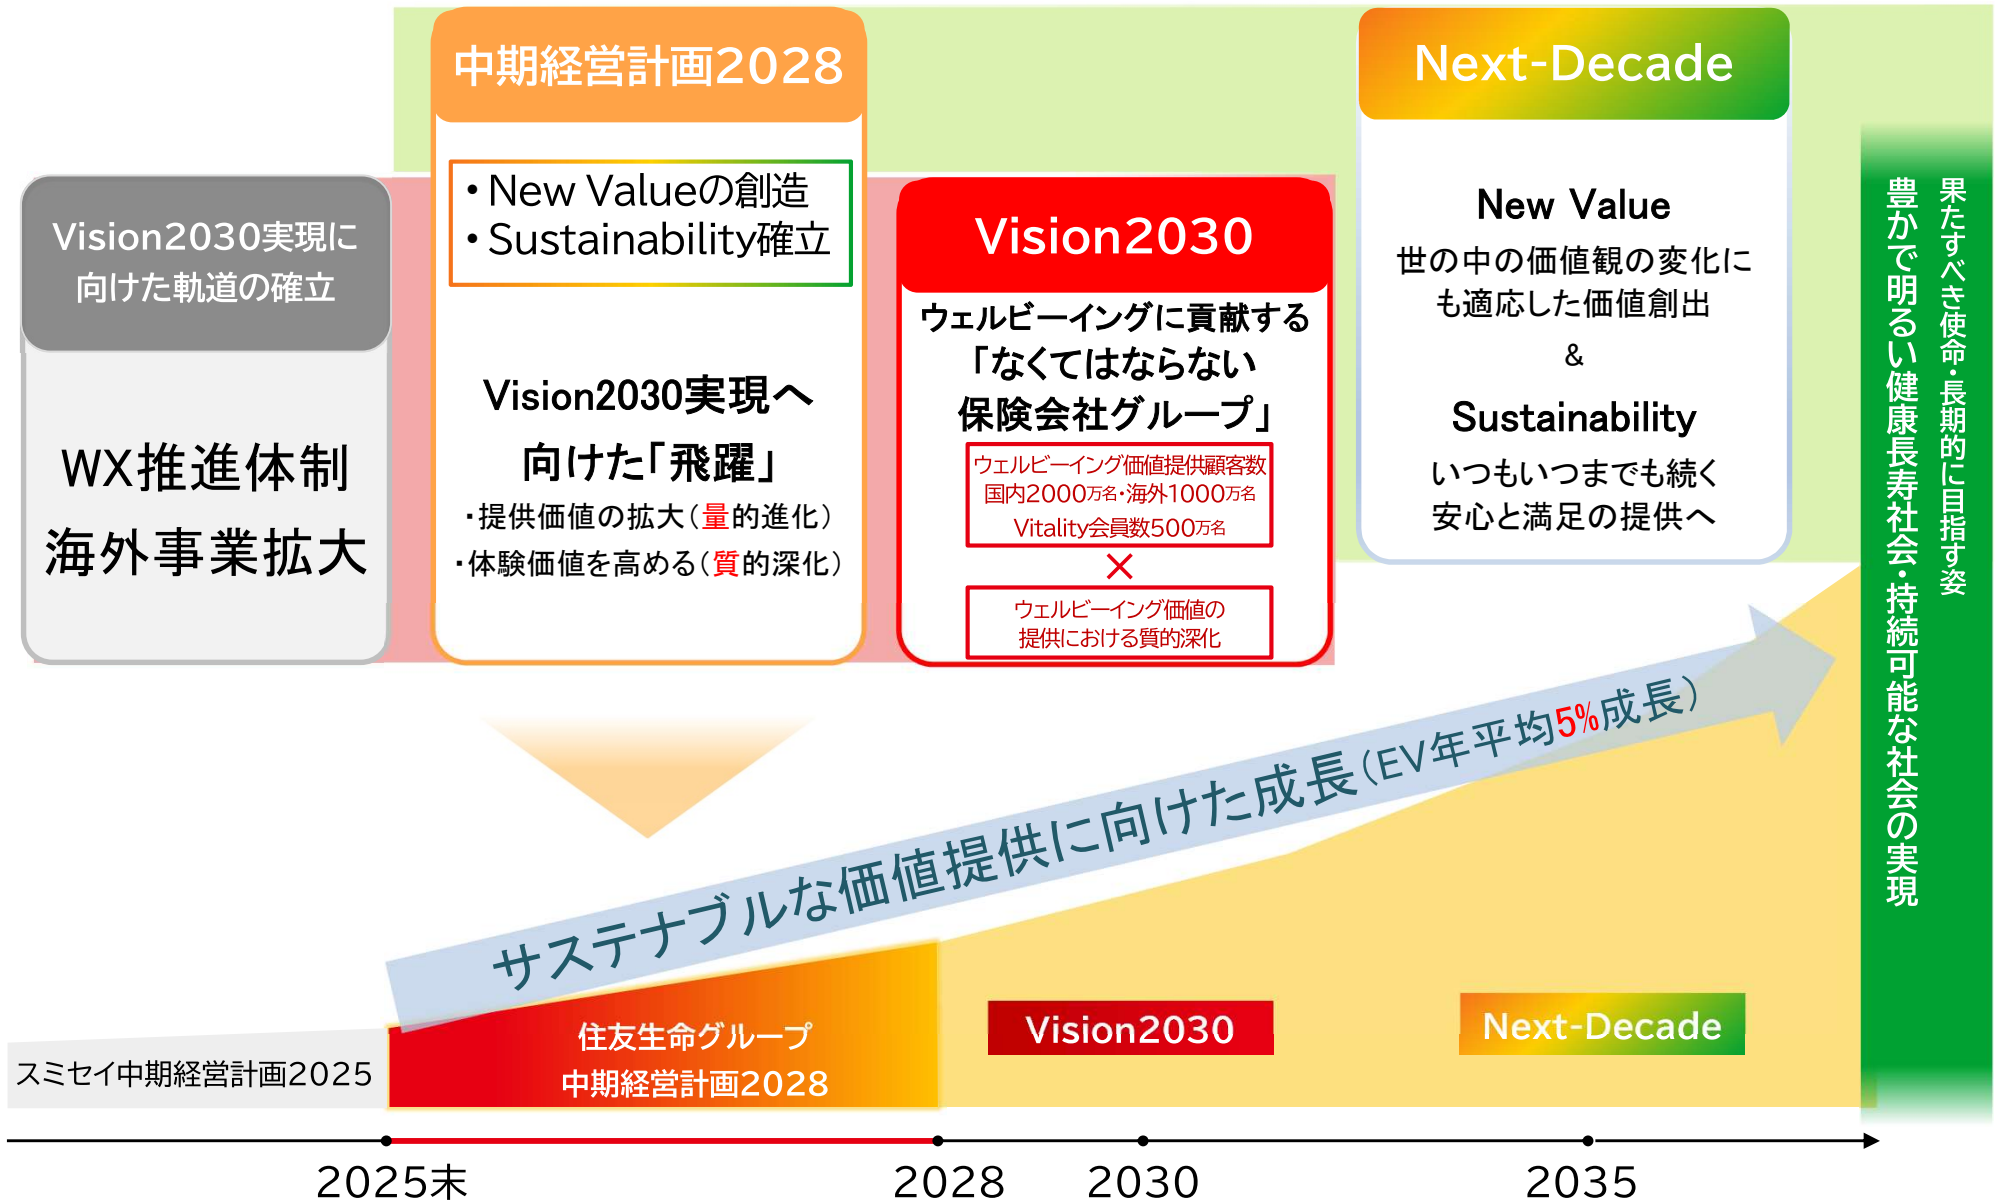 Vision2030実現に
向けた軌道の確立
WX推進体制
海外事業拡大
中期経営計画2028
・New Valueの創造
・Sustainability確立
Vision2030実現へ
向けた「飛躍」
・提供価値の拡大（量的進化）
・体験価値を高める（質的深化）
Vision2030
ウェルビーイングに貢献する
「なくてはならない
保険会社グループ」
ウェルビーイング価値提供顧客数
国内2000万名・海外1000万名
Vitality会員数500万名
×
ウェルビーイング価値の
提供における質的深化
Next-Decade
New Value
世の中の価値観の変化に
も適応した価値創出
&
Sustainability
いつもいつまでも続く
安心と満足の提供へ
果たすべき使命・長期的に目指す姿
豊かで明るい健康長寿社会・持続可能な社会の実現
サステナブルな価値提供に向けた成長（EV年平均5%成長）
スミセイ中期経営計画2025
住友生命グループ
中期経営計画2028
Vision2030
Next-Decade
2025末
2028
2030
2035